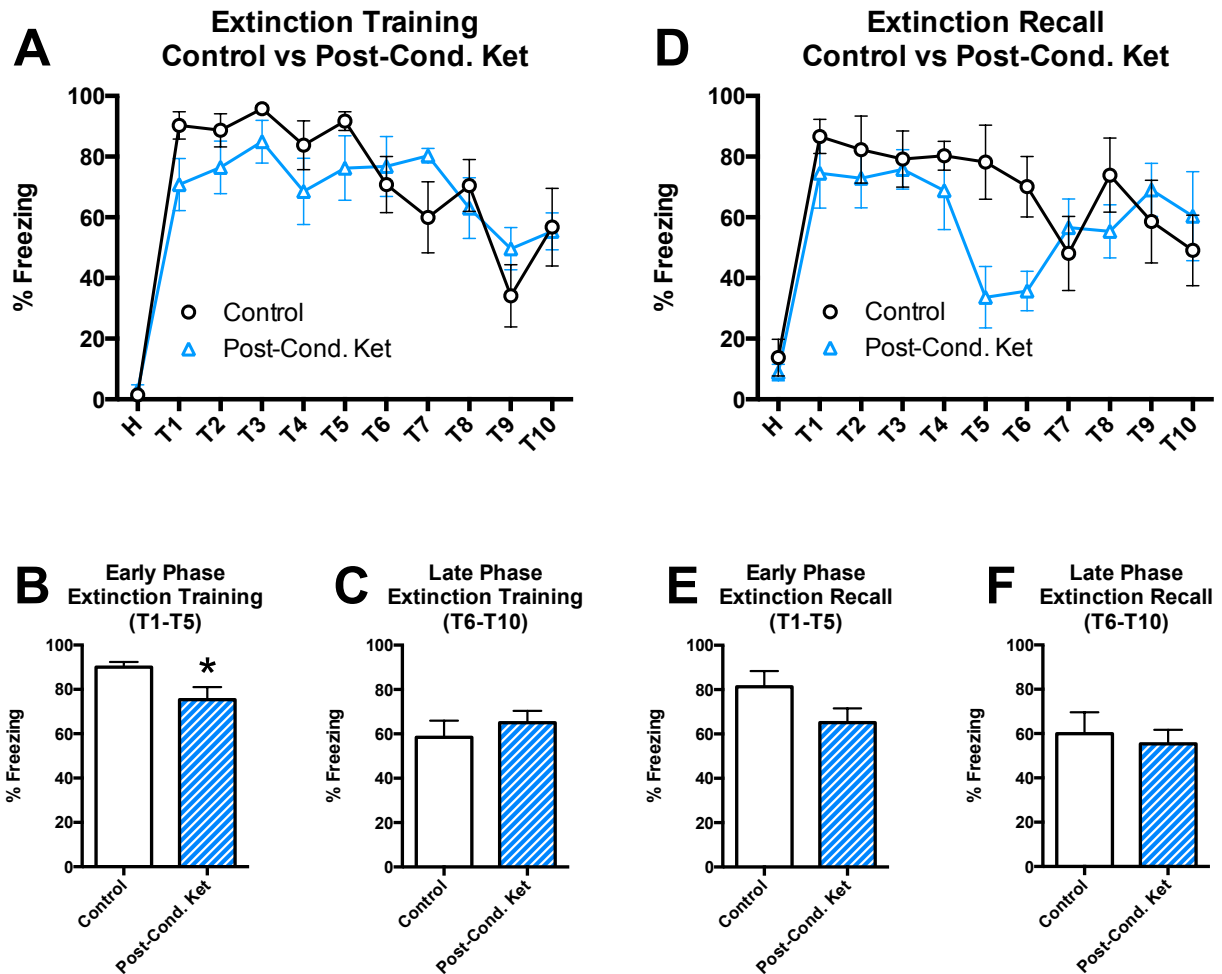 A
Extinction Training
Control vs Post-Cond. Ket
% Freezing
100
80
60
40
20
0
Control
Post-Cond. Ket
H
T1
T2
T3
T4
T5
T6
T7
T8
T9
T10
D
Extinction Recall
Control vs Post-Cond. Ket
% Freezing
100
80
60
40
20
0
Control
Post-Cond. Ket
H
T1
T2
T3
T4
T5
T6
T7
T8
T9
T10
B
Early Phase
Extinction Training
(T1-T5)
% Freezing
100
80
60
40
20
0
*
Control
Post-Cond. Ket
C
Late Phase
Extinction Training
(T6-T10)
% Freezing
100
80
60
40
20
0
Control
Post-Cond. Ket
E
Early Phase
Extinction Recall
(T1-T5)
% Freezing
100
80
60
40
20
0
Control
Post-Cond. Ket
F
Late Phase
Extinction Recall
(T6-T10)
% Freezing
100
80
60
40
20
0
Control
Post-Cond. Ket